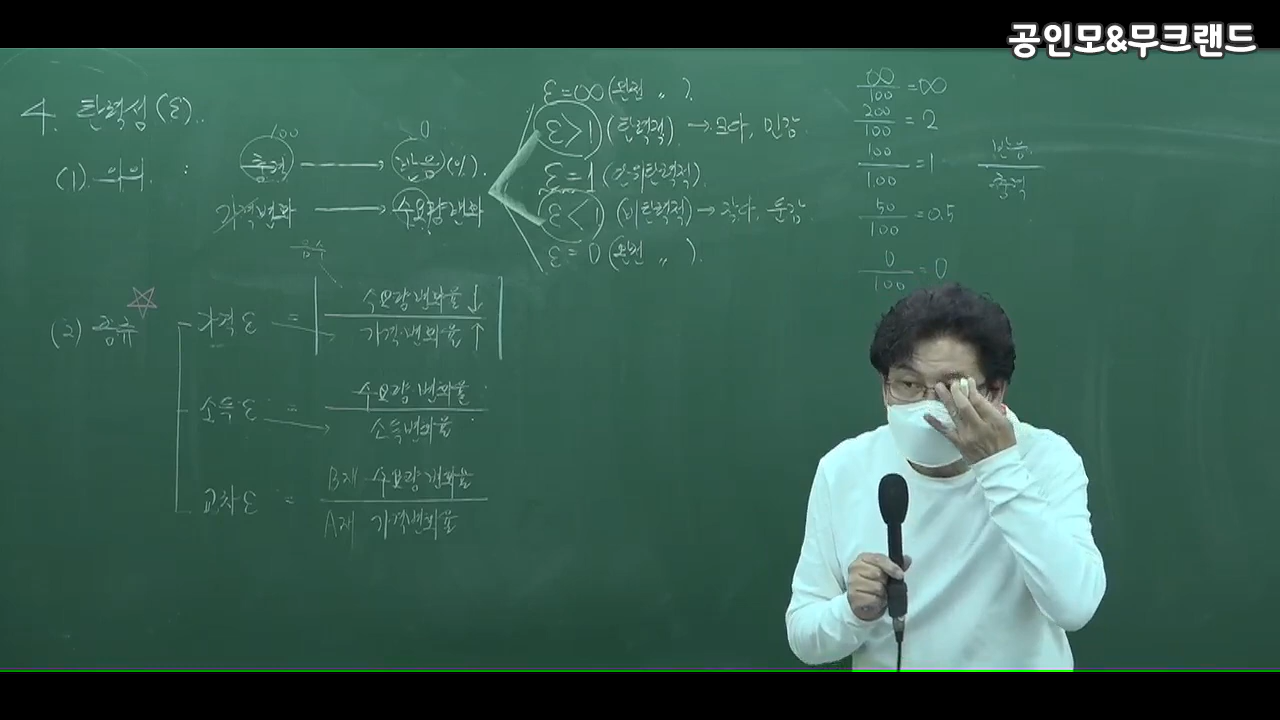 공인모&무크랜드
4. 탄력성 (ε).
(1). 의의 :
100
0
충격 → 반응 (%).
가격변화 → 수요량변화
ε=∞ (완전 〃 ).
ε>1 (탄력적) → 크다, 민감
ε=1 (단위탄력적)
ε<1 (비탄력적) → 작다, 둔감.
ε=0 (완전 〃 ).
∞/100 =∞
200/100 =2
100/100 =1
50/100 =0.5
0/100 =0
반응/충격
(2) 종류 ☆
가격 ε = | 수요량변화율↓ / 가격변화율↑ |
소득 ε = 수요량변화율 / 소득변화율
교차 ε = B재 수요량변화율 / A재 가격변화율